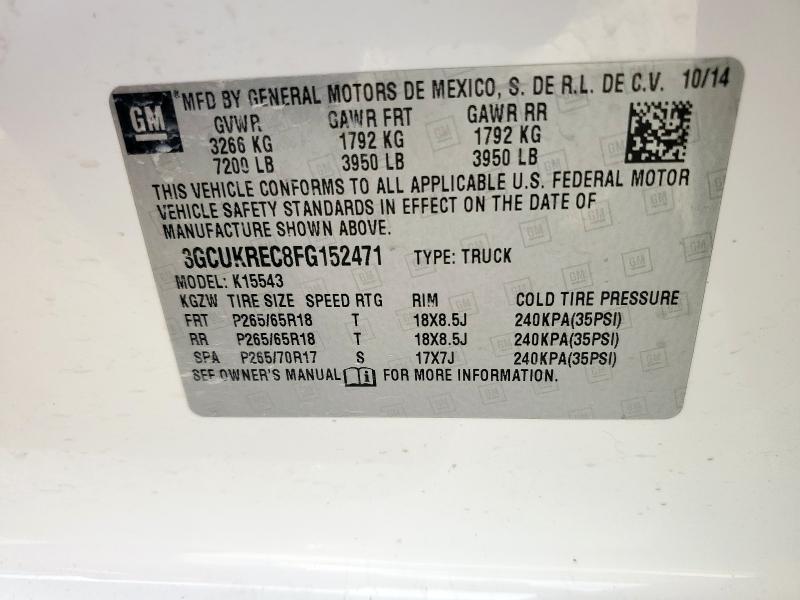 GM
*MFD BY GENERAL MOTORS DE MEXICO, S. DE R.L. DE C.V. 10/14
GVWR GAWR FRT GAWR RR
3266 KG 1792 KG 1792 KG
7200 LB 3950 LB 3950 LB
THIS VEHICLE CONFORMS TO ALL APPLICABLE U.S. FEDERAL MOTOR
VEHICLE SAFETY STANDARDS IN EFFECT ON THE DATE OF
MANUFACTURE SHOWN ABOVE.
3GCUKREC8FG152471 TYPE: TRUCK
MODEL: K15543
KGZW TIRE SIZE SPEED RTG RIM COLD TIRE PRESSURE
FRT P265/65R18 T 18X8.5J 240KPA(35PSI)
RR P265/65R18 T 18X8.5J 240KPA(35PSI)
SPA P265/70R17 S 17X7J 240KPA(35PSI)
SEE OWNER'S MANUAL i FOR MORE INFORMATION.